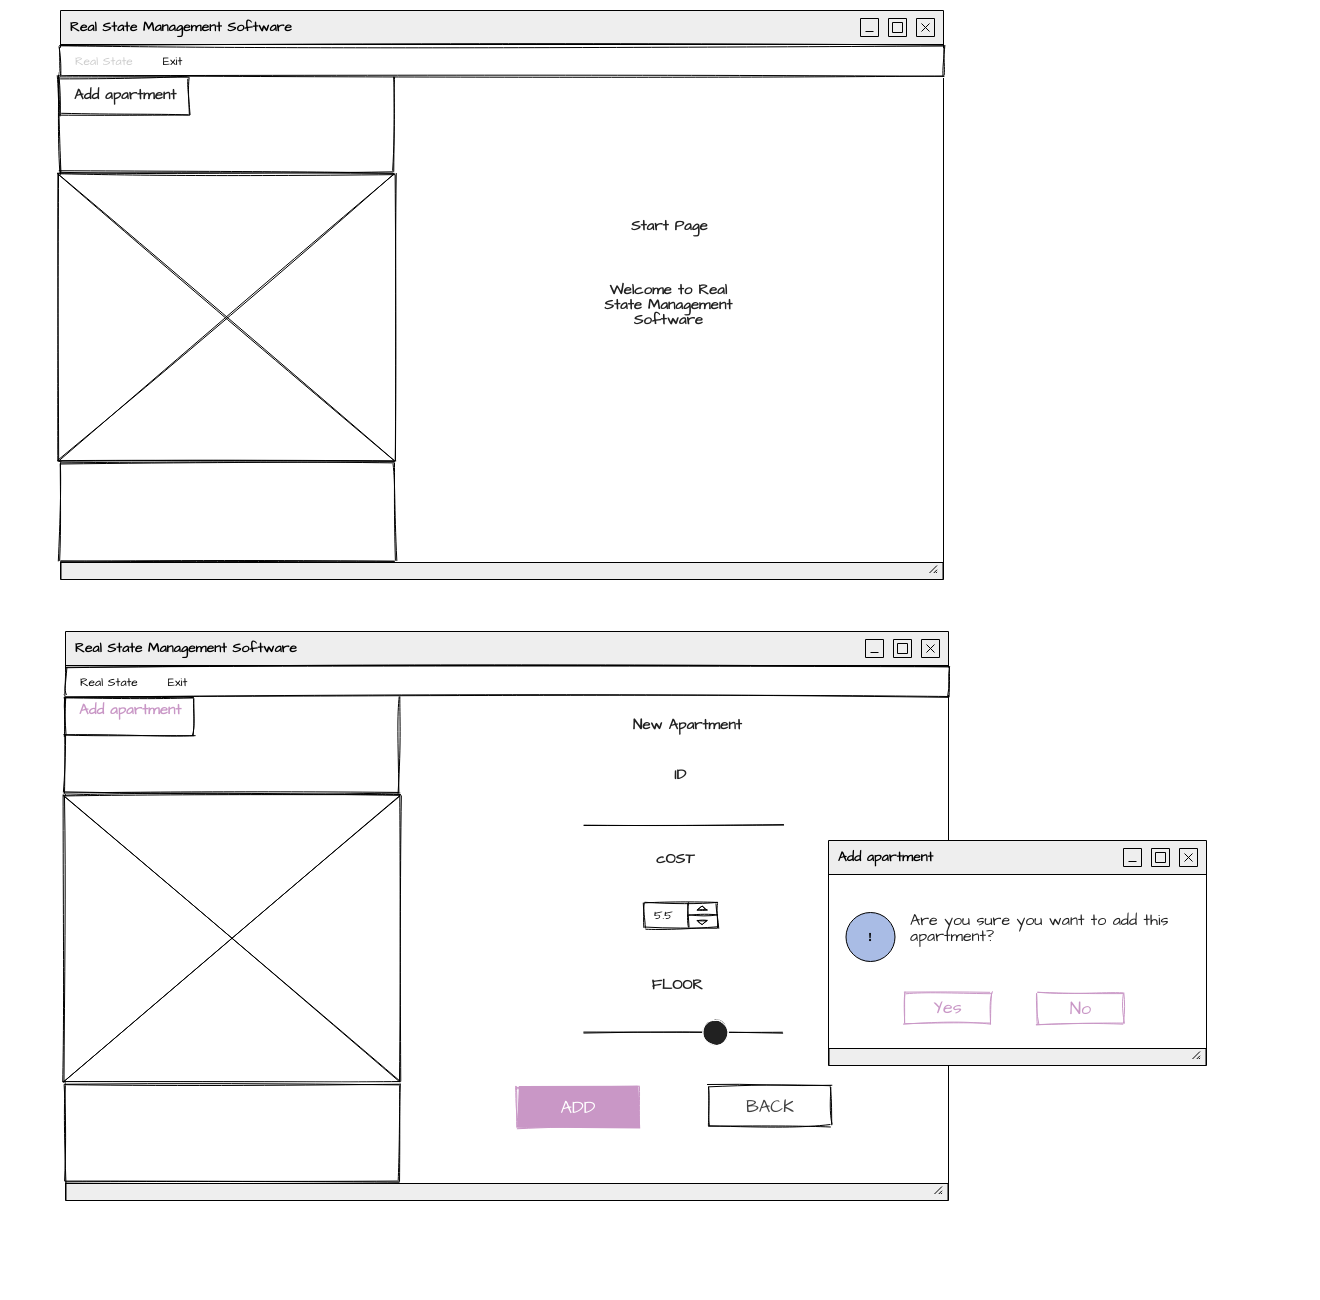 Real State Management Software
Real State Exit
Add apartment
Start Page
Welcome to Real
State Management
Software
Real State Management Software
Real State Exit
Add apartment
New Apartment
ID
cOST
5.5
FLOOR
ADD BACK
Add apartment
! Are you sure you want to add this
apartment?
Yes No